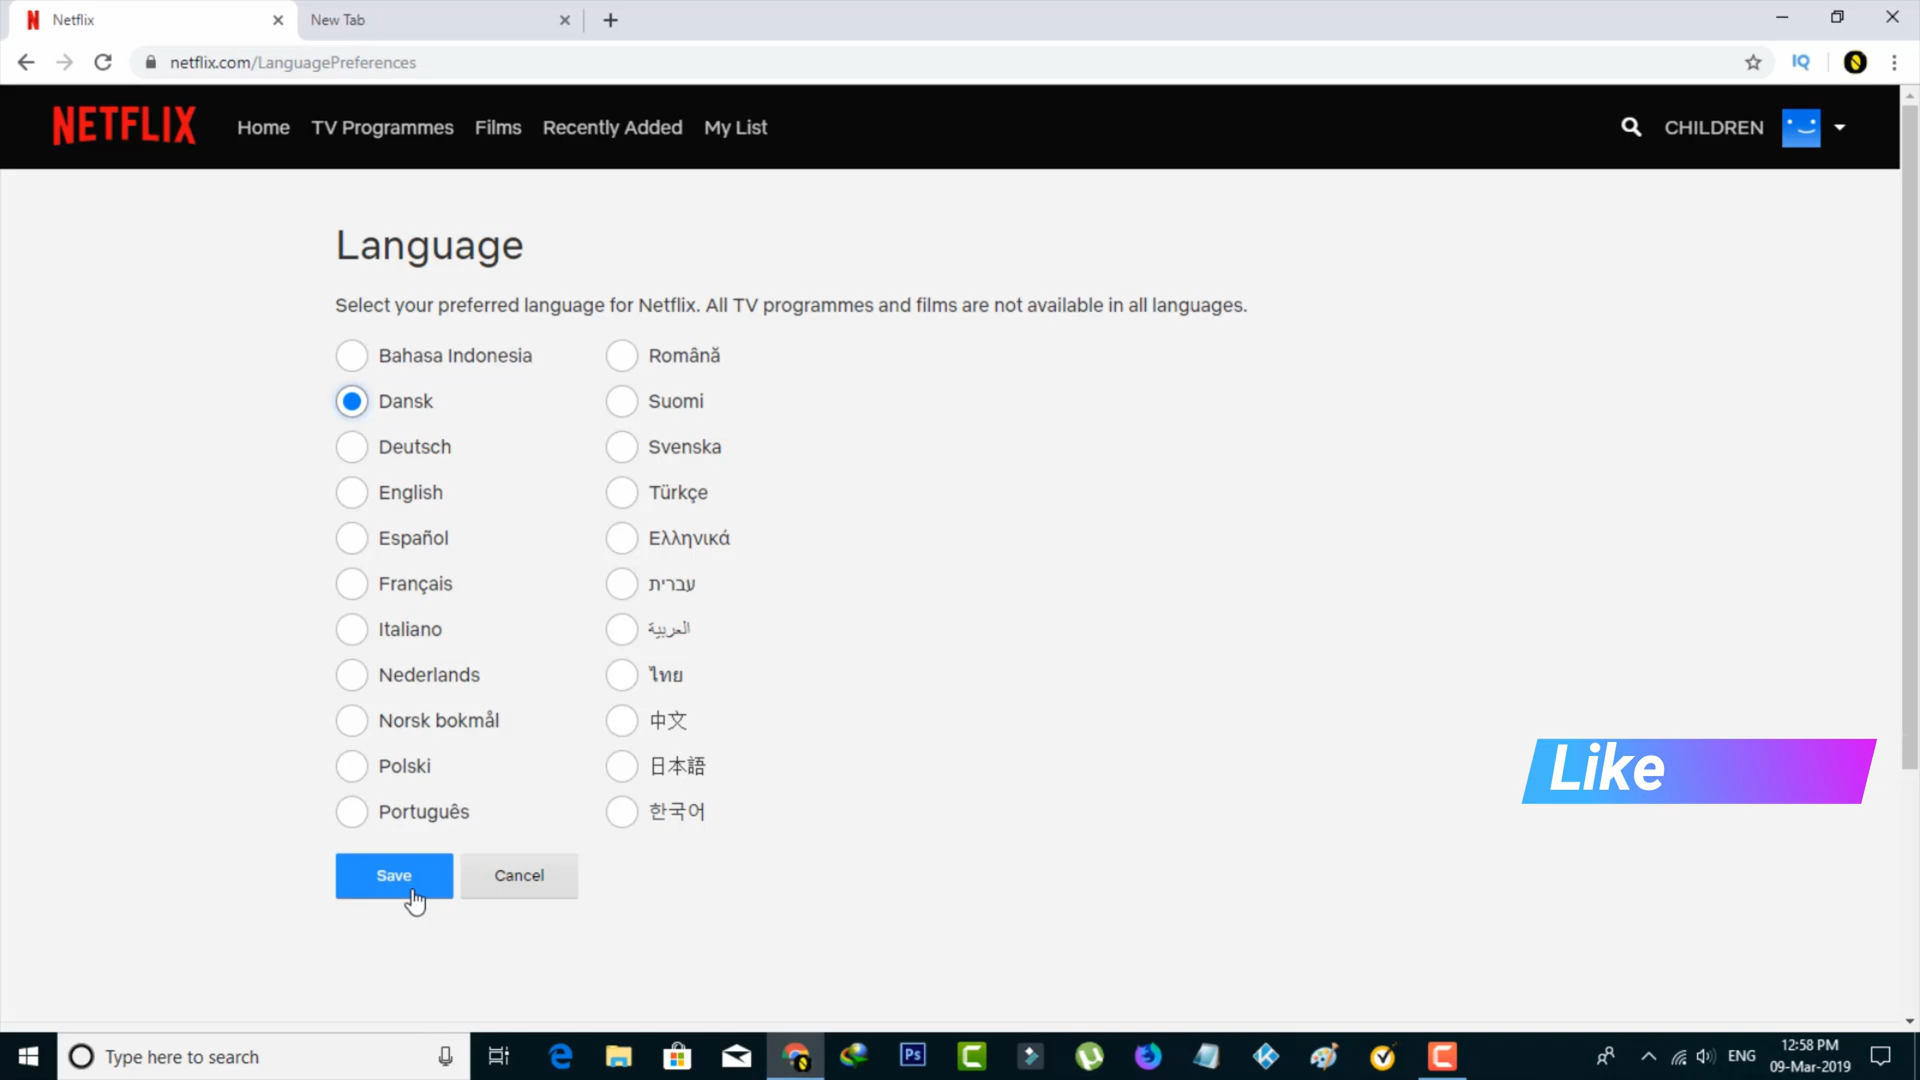 Netflix
New Tab
netflix.com/LanguagePreferences
IQ
NETFLIX
Home
TV Programmes
Films
Recently Added
My List
CHILDREN
Language
Select your preferred language for Netflix. All TV programmes and films are not available in all languages.
Bahasa Indonesia
Dansk
Deutsch
English
Español
Français
Italiano
Nederlands
Norsk bokmål
Polski
Português
Română
Suomi
Svenska
Türkçe
Ελληνικά
עברית
العربية
ไทย
中文
日本語
한국어
Save
Cancel
Like
Type here to search
Ps
ENG
12:58 PM
09-Mar-2019